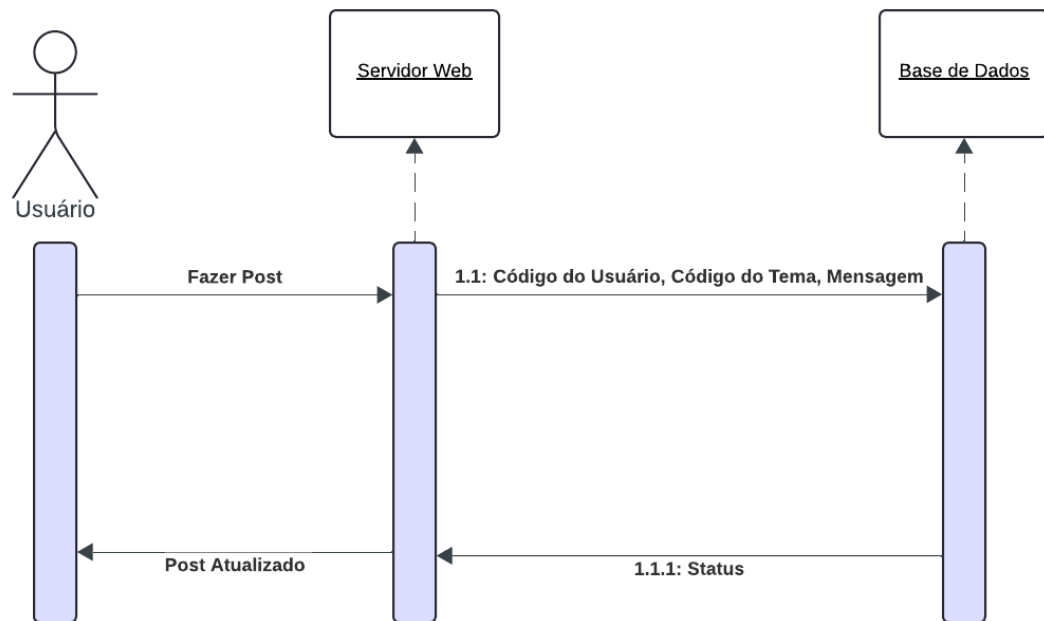 Servidor Web
Base de Dados
Usuário
Fazer Post
1.1: Código do Usuário, Código do Tema, Mensagem
Post Atualizado
1.1.1: Status